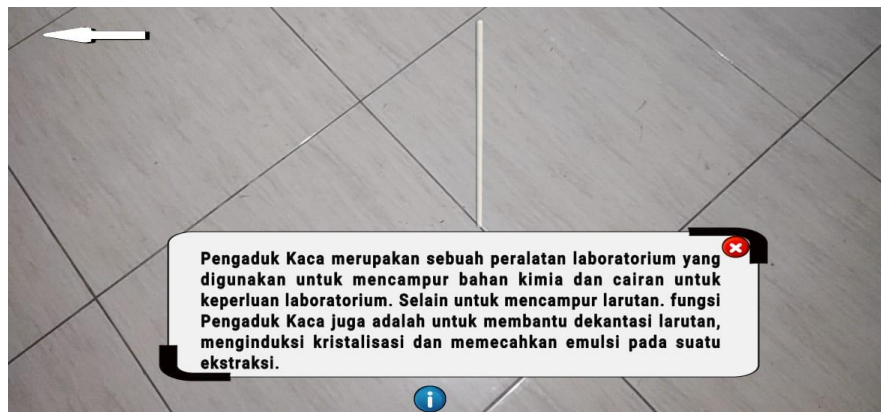 Pengaduk Kaca merupakan sebuah peralatan laboratorium yang
digunakan untuk mencampur bahan kimia dan cairan untuk
keperluan laboratorium. Selain untuk mencampur larutan. fungsi
Pengaduk Kaca juga adalah untuk membantu dekantasi larutan,
menginduksi kristalisasi dan memecahkan emulsi pada suatu
ekstraksi.
i